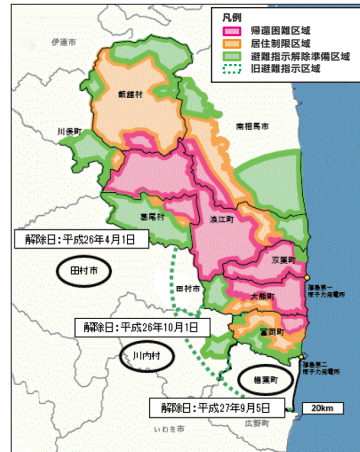 凡例
帰還困難区域
居住制限区域
避難指示解除準備区域
旧避難指示区域
伊達市
飯舘村
川俣町
南相馬市
葛尾村
浪江町
解除日：平成26年4月1日
双葉町
田村市
田村市
福島第一
原子力発電所
大熊町
解除日：平成26年10月1日
富岡町
川内村
福島第二
原子力発電所
楢葉町
解除日：平成27年9月5日
20km
広野町
いわき市